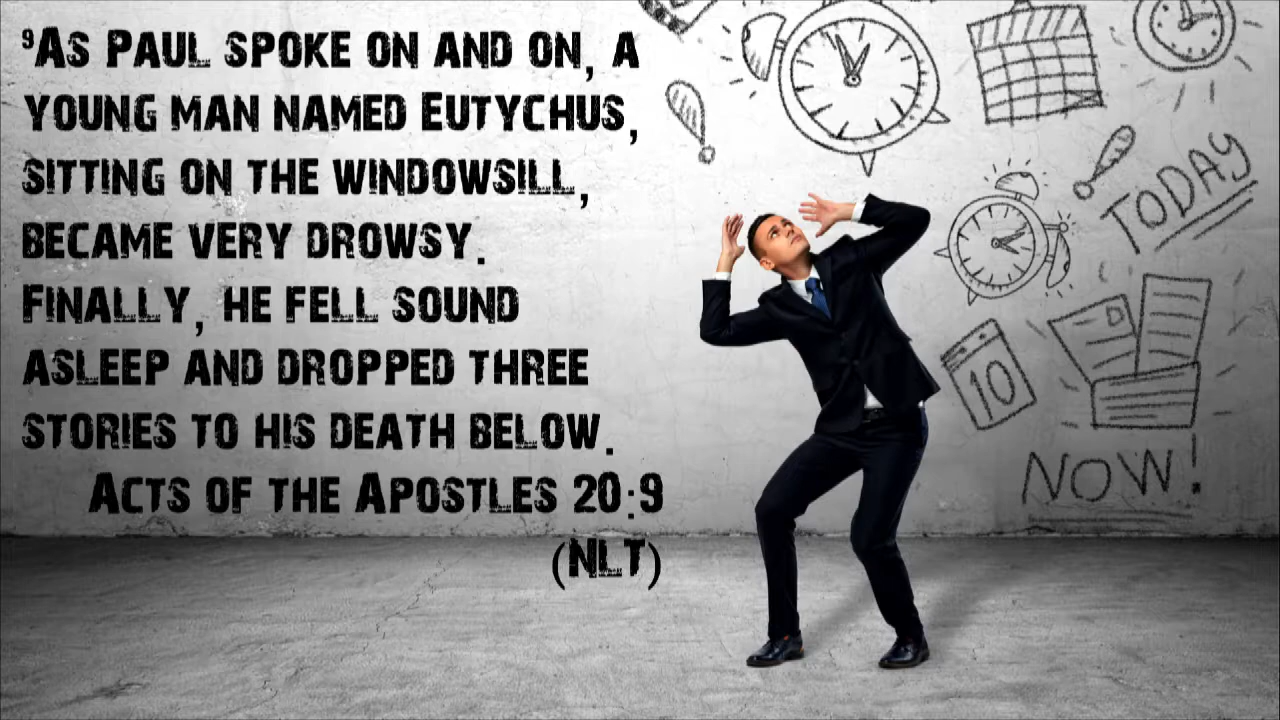 ⁹As Paul spoke on and on, a
young man named Eutychus,
sitting on the windowsill,
became very drowsy.
Finally, he fell sound
asleep and dropped three
stories to his death below.
Acts of the Apostles 20:9
(NLT)
TODAY
10
NOW!